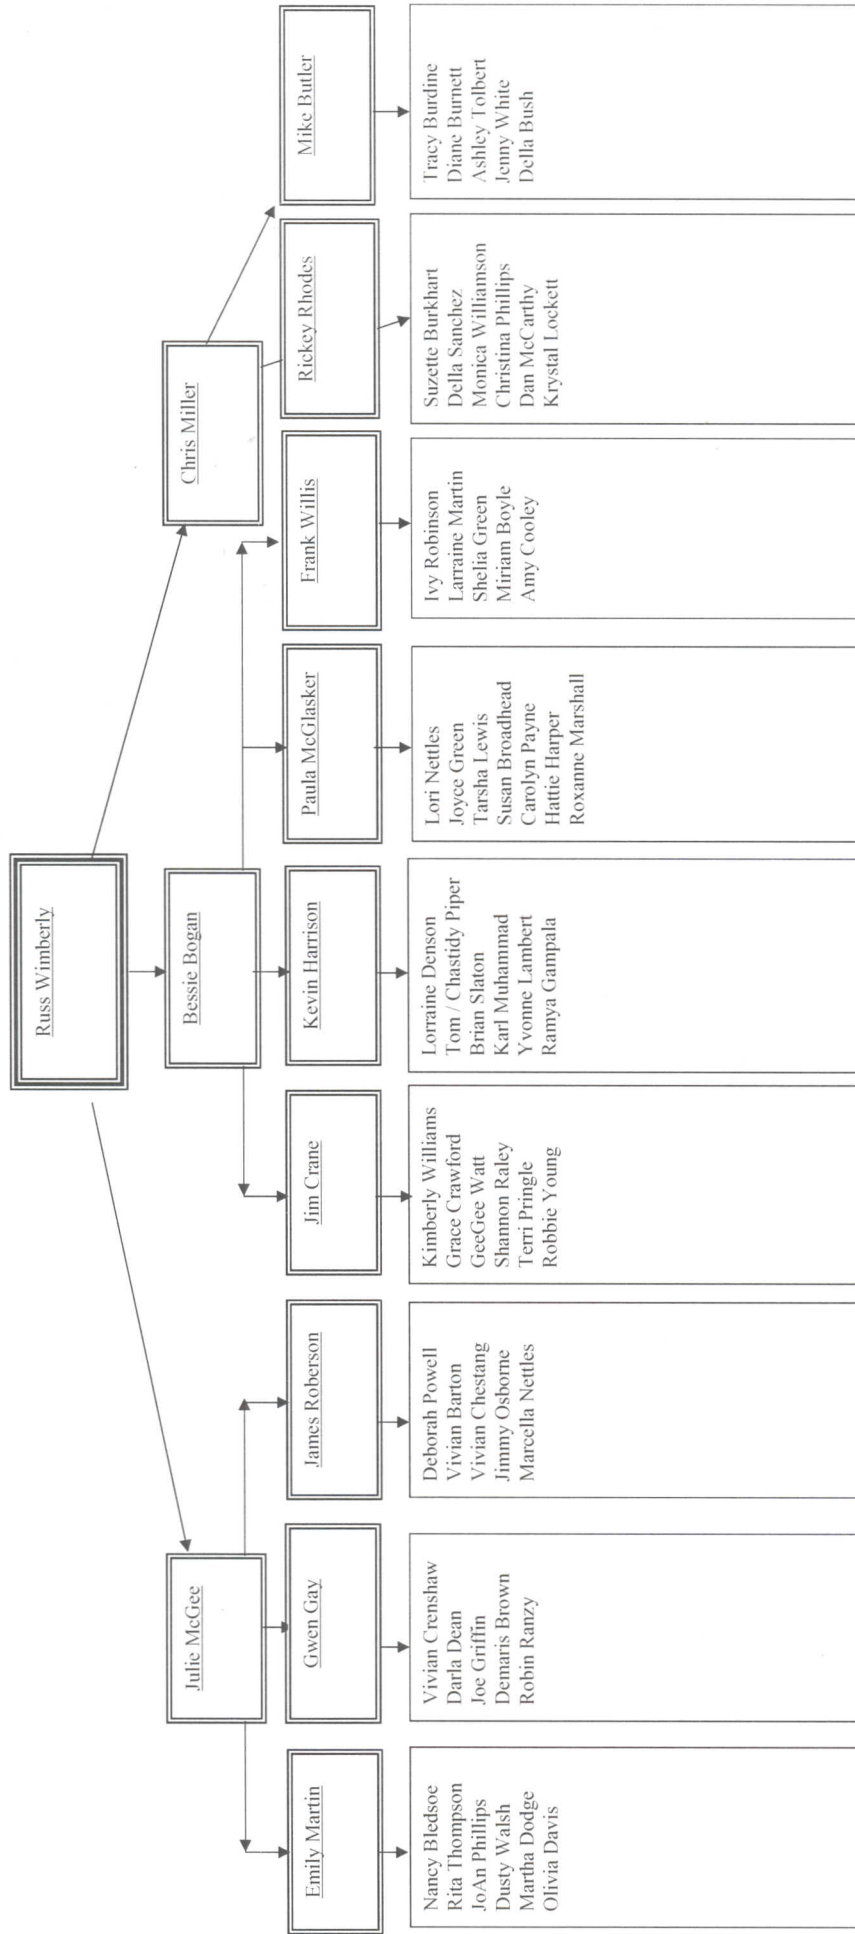 Russ Wimberly
Julie McGee
Bessie Bogan
Chris Miller
Emily Martin
Gwen Gay
James Roberson
Jim Crane
Kevin Harrison
Paula McGlasker
Frank Willis
Rickey Rhodes
Mike Butler
Nancy Bledsoe
Rita Thompson
JoAn Phillips
Dusty Walsh
Martha Dodge
Olivia Davis
Vivian Crenshaw
Darla Dean
Joe Griffin
Demaris Brown
Robin Ranzy
Deborah Powell
Vivian Barton
Vivian Chestang
Jimmy Osborne
Marcella Nettles
Kimberly Williams
Grace Crawford
GeeGee Watt
Shannon Raley
Terri Pringle
Robbie Young
Lorraine Denson
Tom / Chastidy Piper
Brian Slaton
Karl Muhammad
Yvonne Lambert
Ramya Gampala
Lori Nettles
Joyce Green
Tarsha Lewis
Susan Broadhead
Carolyn Payne
Hattie Harper
Roxanne Marshall
Ivy Robinson
Larraine Martin
Shelia Green
Miriam Boyle
Amy Cooley
Suzette Burkhart
Della Sanchez
Monica Williamson
Christina Phillips
Dan McCarthy
Krystal Lockett
Tracy Burdine
Diane Burnett
Ashley Tolbert
Jenny White
Della Bush